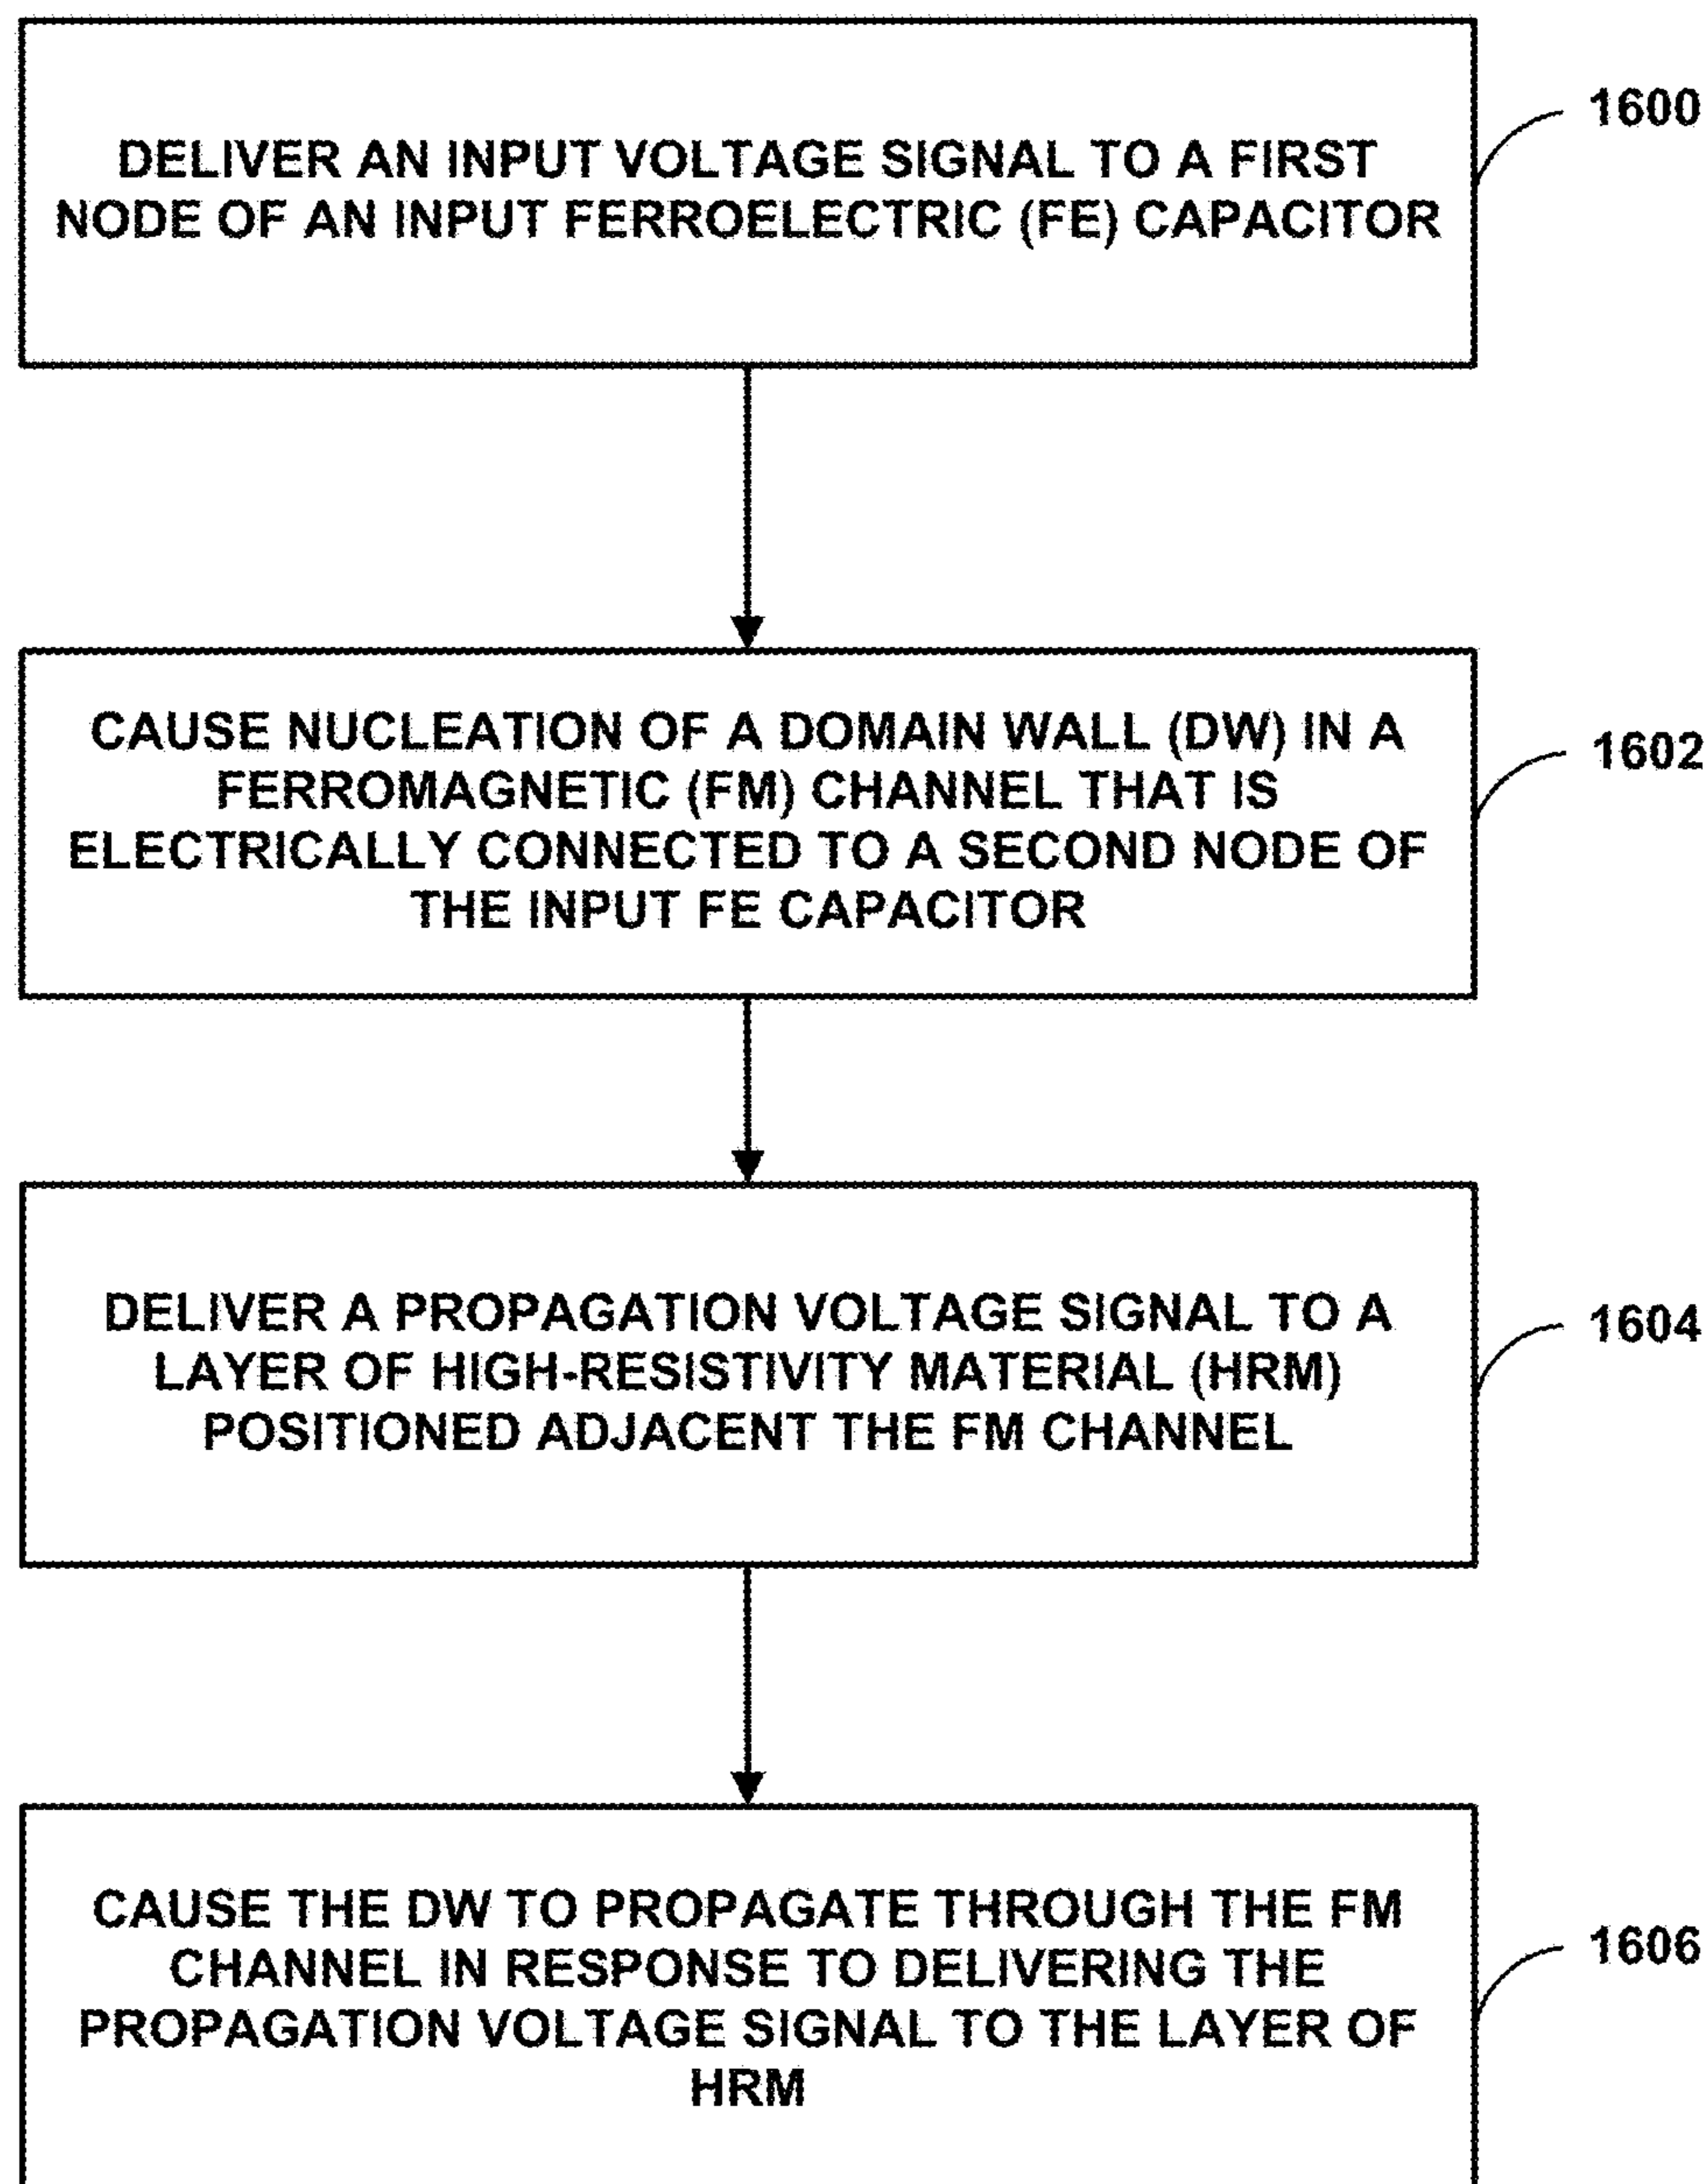 DELIVER AN INPUT VOLTAGE SIGNAL TO A FIRST
NODE OF AN INPUT FERROELECTRIC (FE) CAPACITOR
1600
CAUSE NUCLEATION OF A DOMAIN WALL (DW) IN A
FERROMAGNETIC (FM) CHANNEL THAT IS
ELECTRICALLY CONNECTED TO A SECOND NODE OF
THE INPUT FE CAPACITOR
1602
DELIVER A PROPAGATION VOLTAGE SIGNAL TO A
LAYER OF HIGH-RESISTIVITY MATERIAL (HRM)
POSITIONED ADJACENT THE FM CHANNEL
1604
CAUSE THE DW TO PROPAGATE THROUGH THE FM
CHANNEL IN RESPONSE TO DELIVERING THE
PROPAGATION VOLTAGE SIGNAL TO THE LAYER OF
HRM
1606